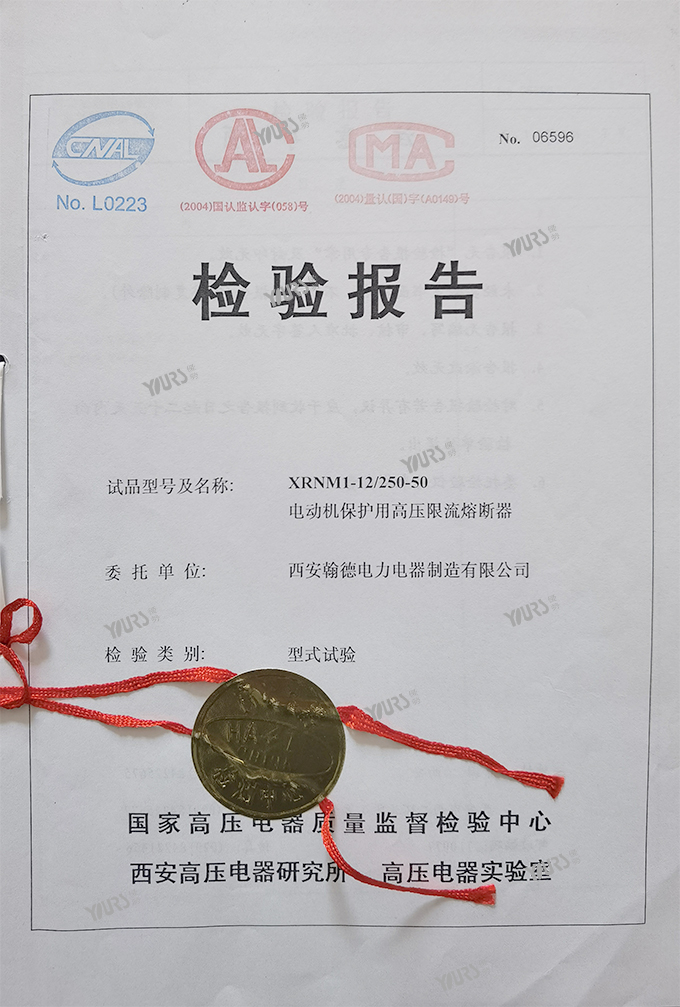 CNAL
No. L0223
CAL
(2004)国认监认字(058)号
CMA
(2004)量认(国)字(A0149)号
No. 06596
检验报告
试品型号及名称: XRNM1-12/250-50
电动机保护用高压限流熔断器
委托单位: 西安翰德电力电器制造有限公司
检验类别: 型式试验
国家高压电器质量监督检验中心
西安高压电器研究所 高压电器实验室
YOURS